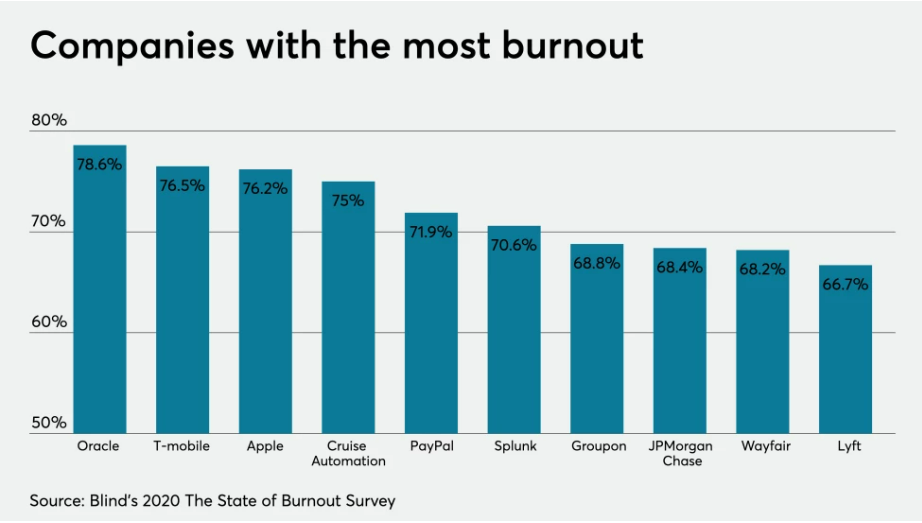 Companies with the most burnout
80%
78.6%
76.5%
76.2%
75%
70%
71.9%
70.6%
68.8%
68.4%
68.2%
66.7%
60%
50%
Oracle
T-mobile
Apple
Cruise
Automation
PayPal
Splunk
Groupon
JPMorgan
Chase
Wayfair
Lyft
Source: Blind's 2020 The State of Burnout Survey